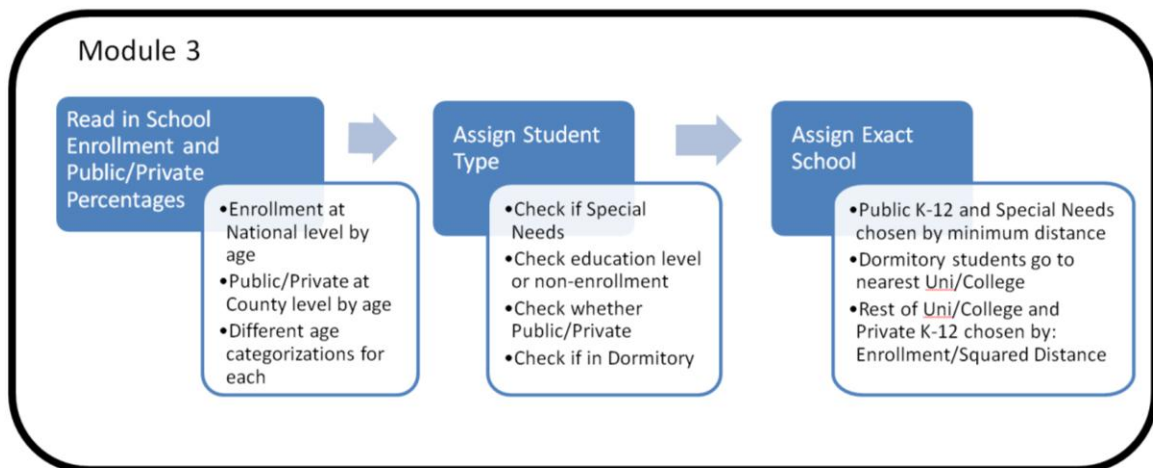 Module 3
Read in School
Enrollment and
Public/Private
Percentages
•Enrollment at
National level by
age
•Public/Private at
County level by age
•Different age
categorizations for
each
Assign Student
Type
•Check if Special
Needs
•Check education level
or non-enrollment
•Check whether
Public/Private
•Check if in Dormitory
Assign Exact
School
•Public K-12 and Special Needs
chosen by minimum distance
•Dormitory students go to
nearest Uni/College
•Rest of Uni/College and
Private K-12 chosen by:
Enrollment/Squared Distance